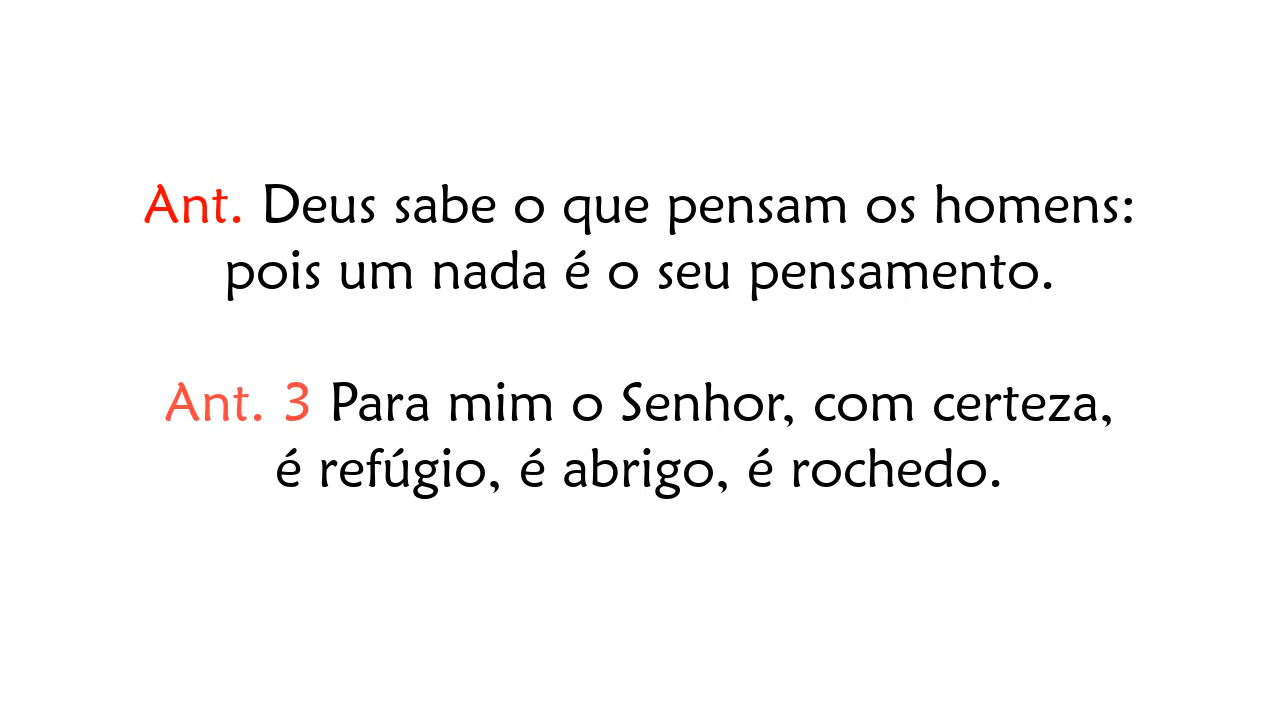 Ant. Deus sabe o que pensam os homens:
pois um nada é o seu pensamento.
Ant. 3 Para mim o Senhor, com certeza,
é refúgio, é abrigo, é rochedo.